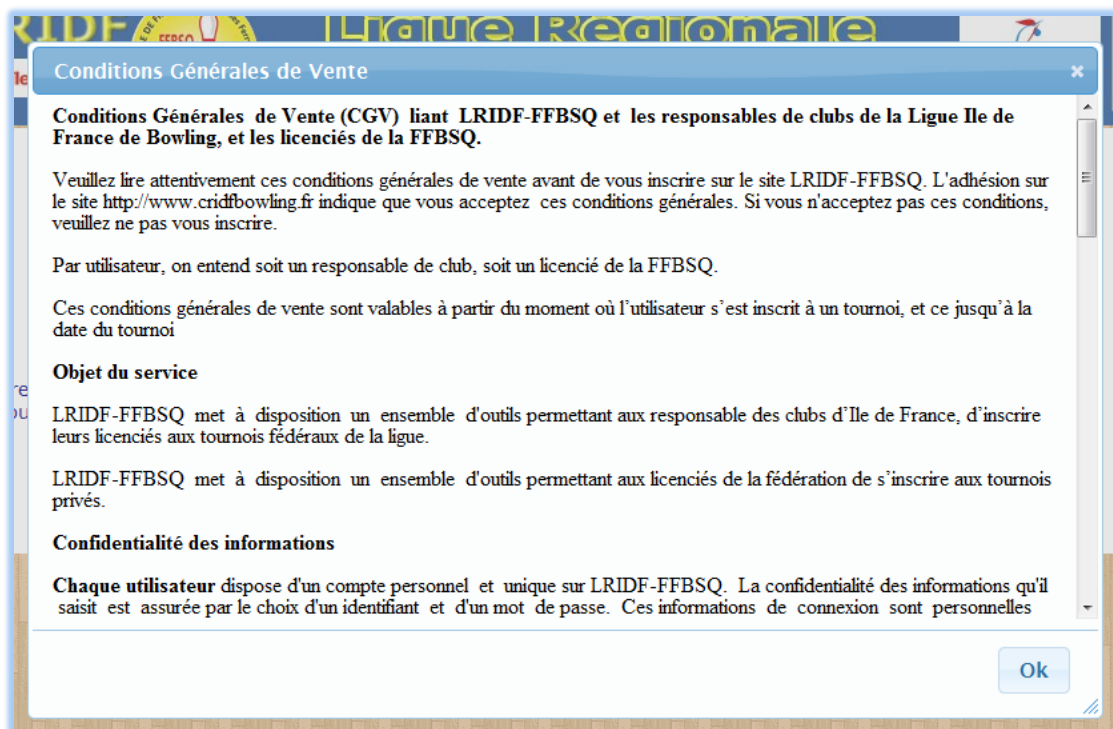 RIDF
FFBSQ
Ligue Régionale
Conditions Générales de Vente
Conditions Générales de Vente (CGV) liant LRIDF-FFBSQ et les responsables de clubs de la Ligue Ile de
France de Bowling, et les licenciés de la FFBSQ.
Veuillez lire attentivement ces conditions générales de vente avant de vous inscrire sur le site LRIDF-FFBSQ. L'adhésion sur
le site http://www.cridfbowling.fr indique que vous acceptez ces conditions générales. Si vous n'acceptez pas ces conditions,
veuillez ne pas vous inscrire.
Par utilisateur, on entend soit un responsable de club, soit un licencié de la FFBSQ.
Ces conditions générales de vente sont valables à partir du moment où l’utilisateur s’est inscrit à un tournoi, et ce jusqu’à la
date du tournoi
Objet du service
LRIDF-FFBSQ met à disposition un ensemble d'outils permettant aux responsable des clubs d’Ile de France, d’inscrire
leurs licenciés aux tournois fédéraux de la ligue.
LRIDF-FFBSQ met à disposition un ensemble d'outils permettant aux licenciés de la fédération de s’inscrire aux tournois
privés.
Confidentialité des informations
Chaque utilisateur dispose d'un compte personnel et unique sur LRIDF-FFBSQ. La confidentialité des informations qu'il
saisit est assurée par le choix d'un identifiant et d'un mot de passe. Ces informations de connexion sont personnelles
Ok